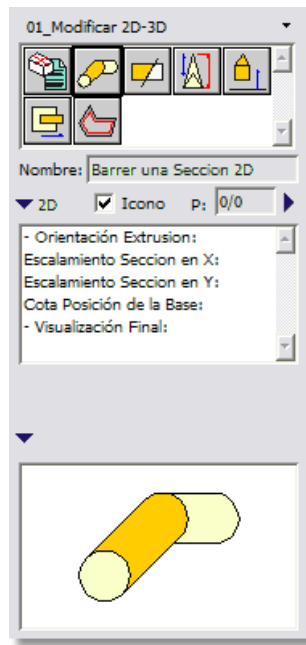 01_Modificar 2D-3D
Nombre: Barrer una Seccion 2D
2D Icono P: 0/0
- Orientación Extrusion:
Escalamiento Seccion en X:
Escalamiento Seccion en Y:
Cota Posición de la Base:
- Visualización Final: